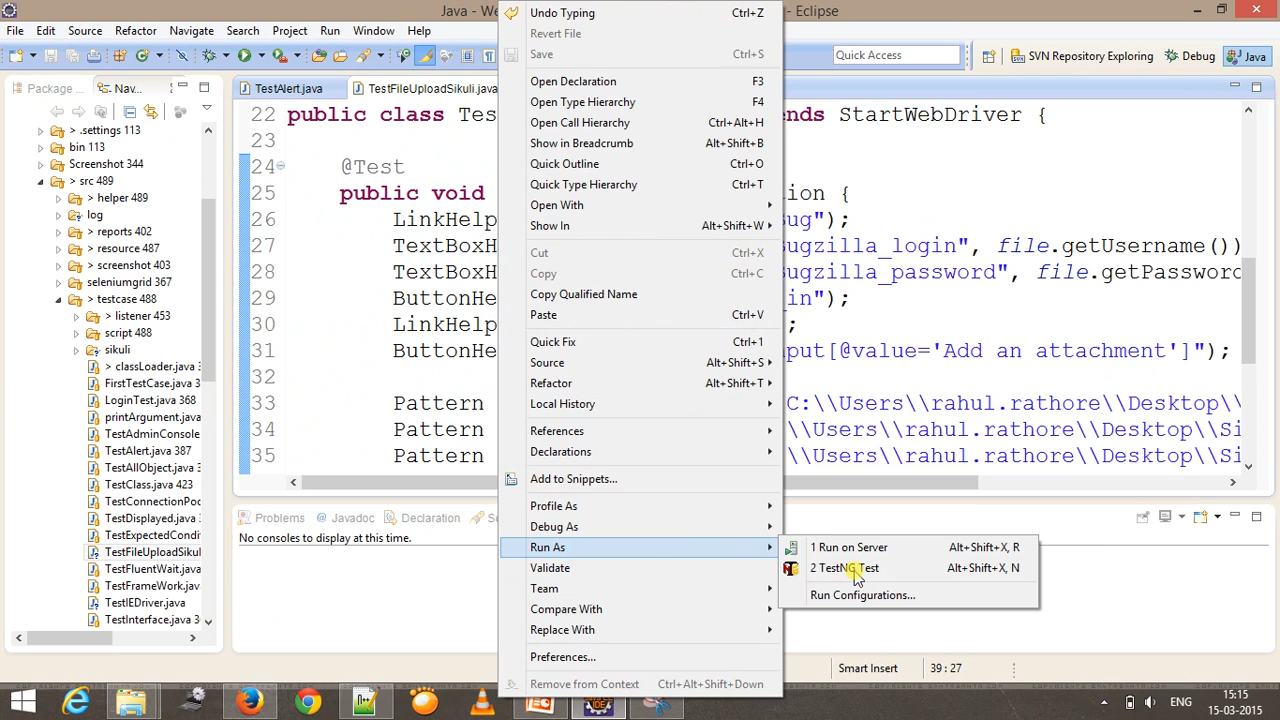 Java - We
- Eclipse
File Edit Source Refactor Navigate Search Project Run Window Help
Quick Access
SVN Repository Exploring
Debug
Java
Package
Nav...
TestAlert.java
TestFileUploadSikuli.java
> .settings 113
bin 113
Screenshot 344
> src 489
> helper 489
log
> reports 402
> resource 487
> screenshot 403
seleniumgrid 367
> testcase 488
> listener 453
script 488
sikuli
> classLoader.java
FirstTestCase.java 3
LoginTest.java 368
printArgument.java
TestAdminConsole
TestAlert.java 387
TestAllObject.java
TestClass.java 423
TestConnectionPoo
TestDisplayed.java
TestExpectedCondi
TestFileUploadSikul
TestFluentWait.java
TestFrameWork.java
TestIEDriver.java
TestInterface.java 3
22 public class Tes
ends StartWebDriver {
23
24 @Test
25 public void
tion {
26 LinkHelp
ug");
27 TextBoxH
ugzilla_login", file.getUsername())
28 TextBoxH
ugzilla_password", file.getPasswor
29 ButtonHe
in");
30 LinkHelp
;
31 ButtonHe
put[@value='Add an attachment']");
32
33 Pattern
C:\\Users\\rahul.rathore\\Desktop\\
34 Pattern
\\Users\\rahul.rathore\\Desktop\\Si
35 Pattern
\\Users\\rahul.rathore\\Desktop\\Si
Undo Typing Ctrl+Z
Revert File
Save Ctrl+S
Open Declaration F3
Open Type Hierarchy F4
Open Call Hierarchy Ctrl+Alt+H
Show in Breadcrumb Alt+Shift+B
Quick Outline Ctrl+O
Quick Type Hierarchy Ctrl+T
Open With
Show In Alt+Shift+W
Cut Ctrl+X
Copy Ctrl+C
Copy Qualified Name
Paste Ctrl+V
Quick Fix Ctrl+1
Source Alt+Shift+S
Refactor Alt+Shift+T
Local History
References
Declarations
Add to Snippets...
Profile As
Debug As
Run As
Validate
Team
Compare With
Replace With
Preferences...
Remove from Context Ctrl+Alt+Shift+Down
1 Run on Server Alt+Shift+X, R
2 TestNG Test Alt+Shift+X, N
Run Configurations...
Problems
Javadoc
Declaration
No consoles to display at this time.
Smart Insert
39 : 27
ENG
15:15
15-03-2015